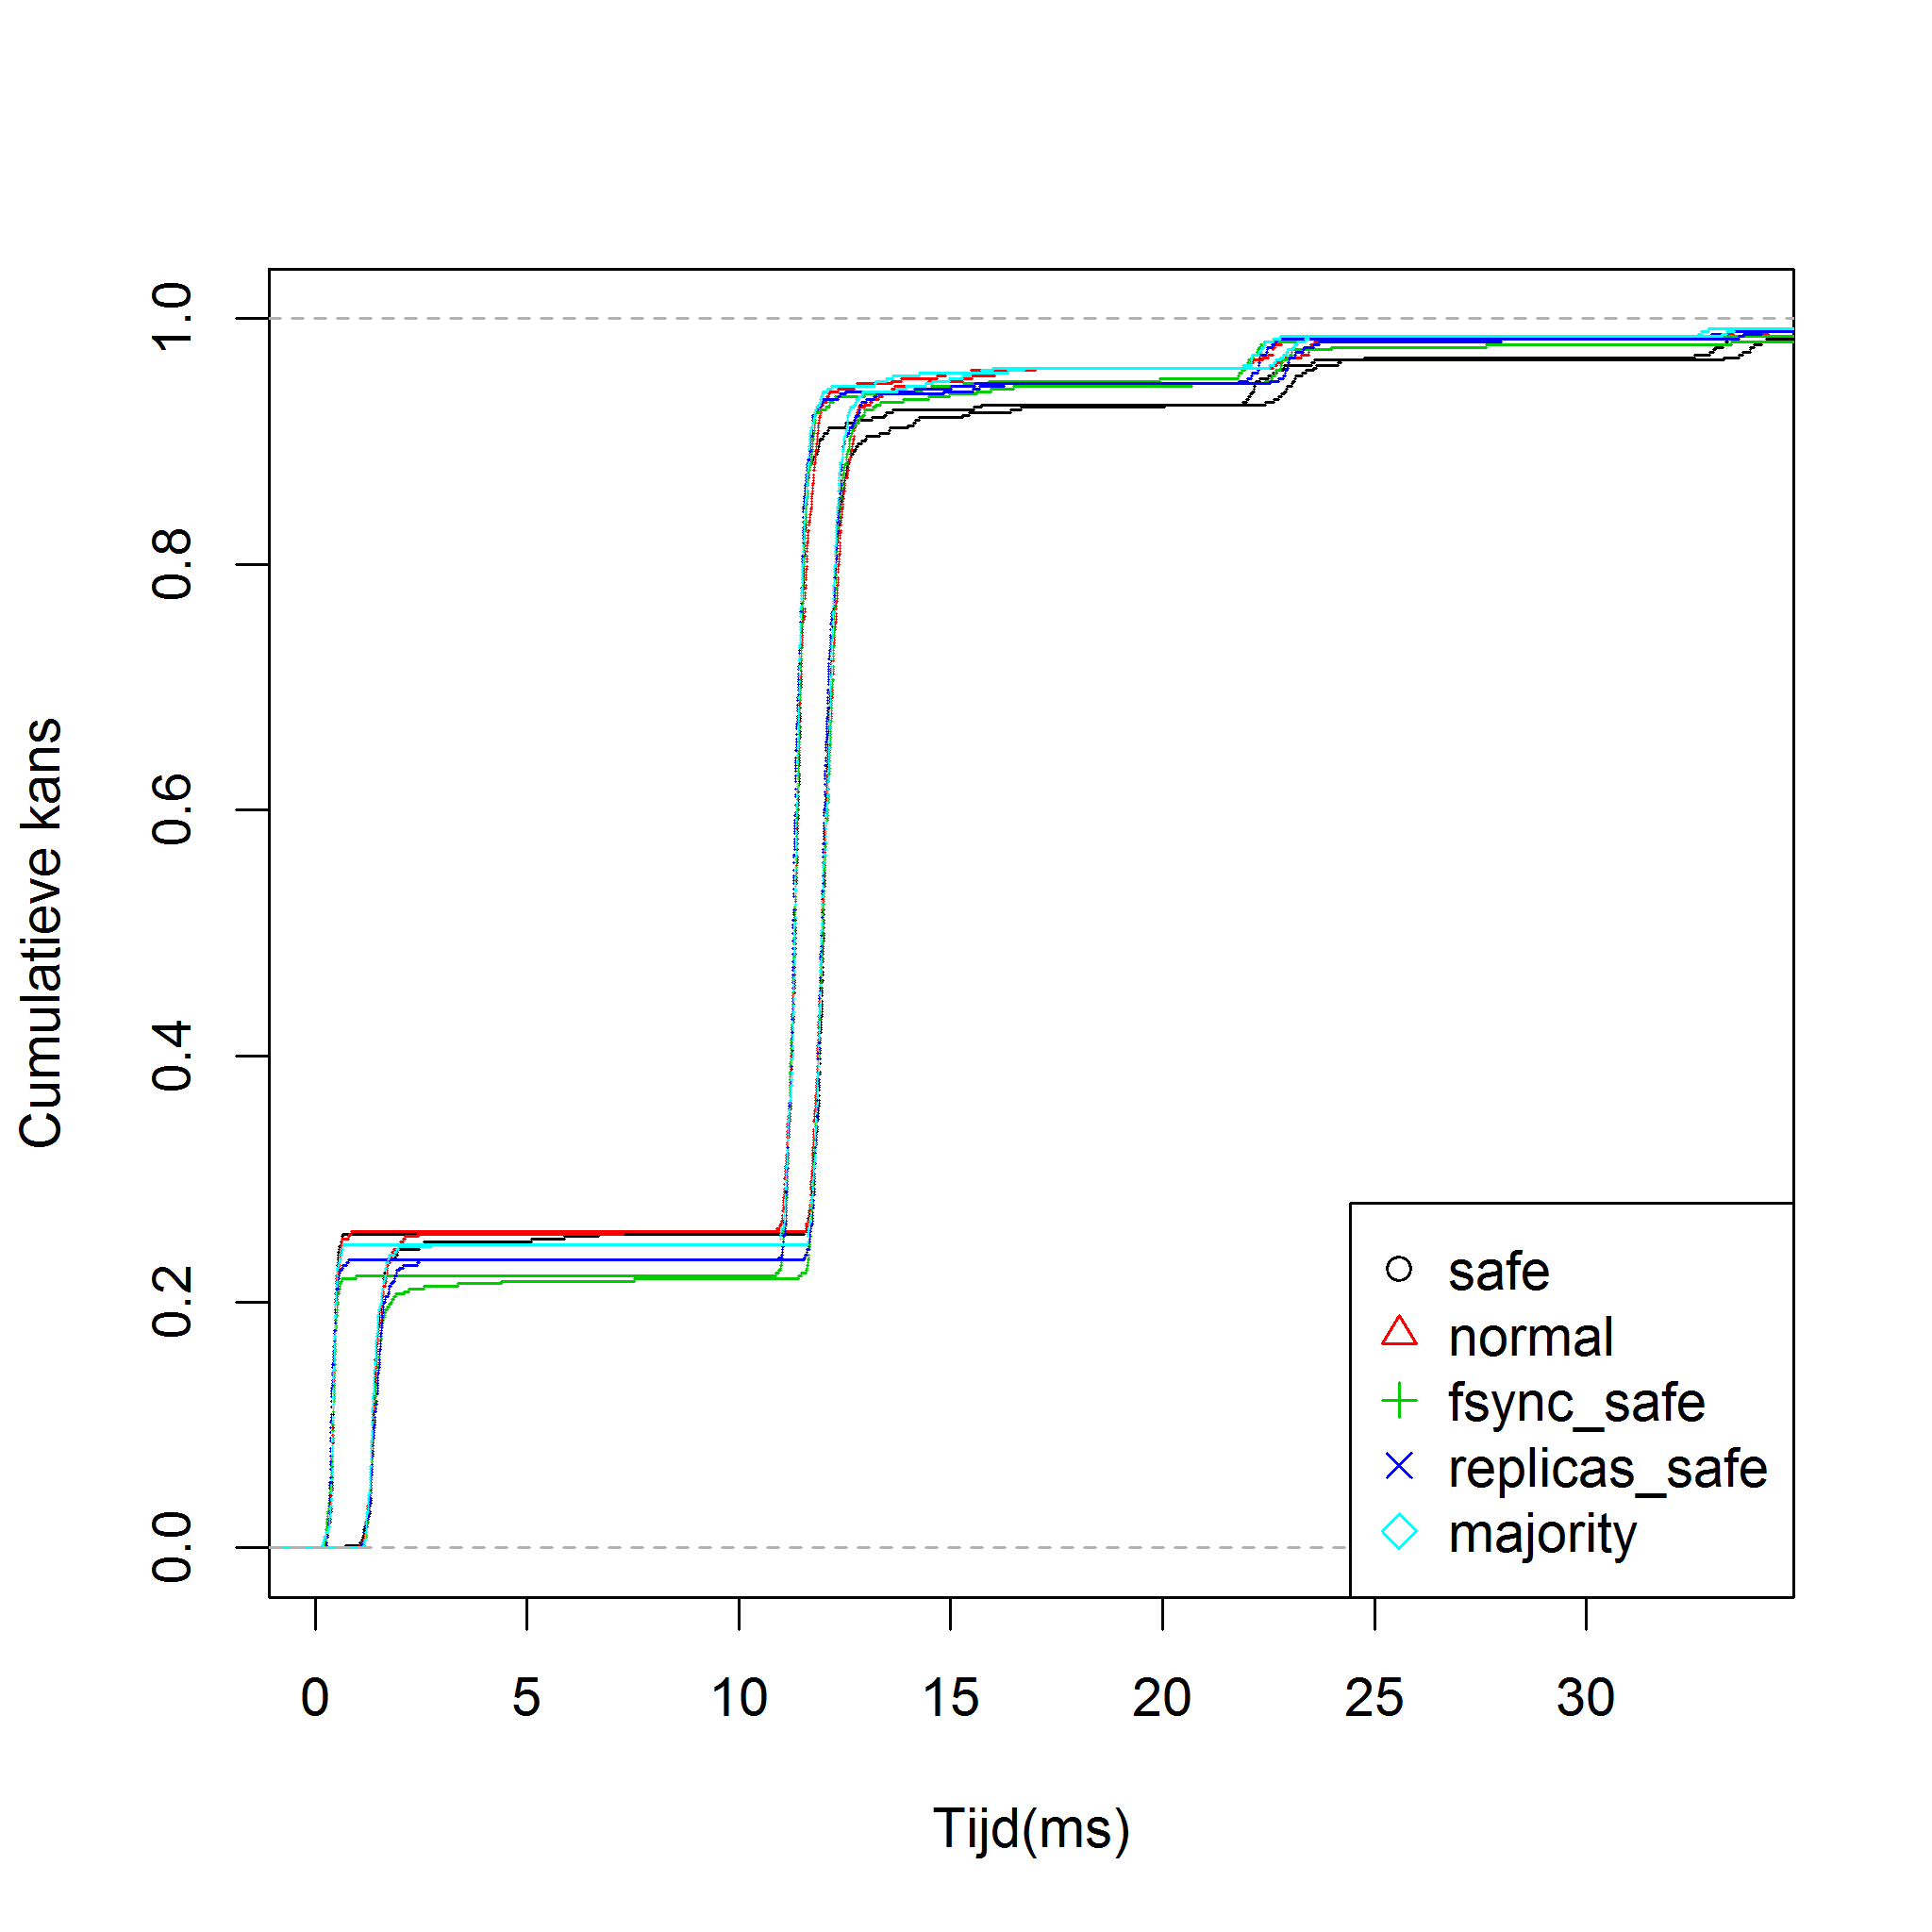 Cumulatieve kans
1.0
0.8
0.6
0.4
0.2
0.0
safe
normal
fsync_safe
replicas_safe
majority
0 5 10 15 20 25 30
Tijd(ms)